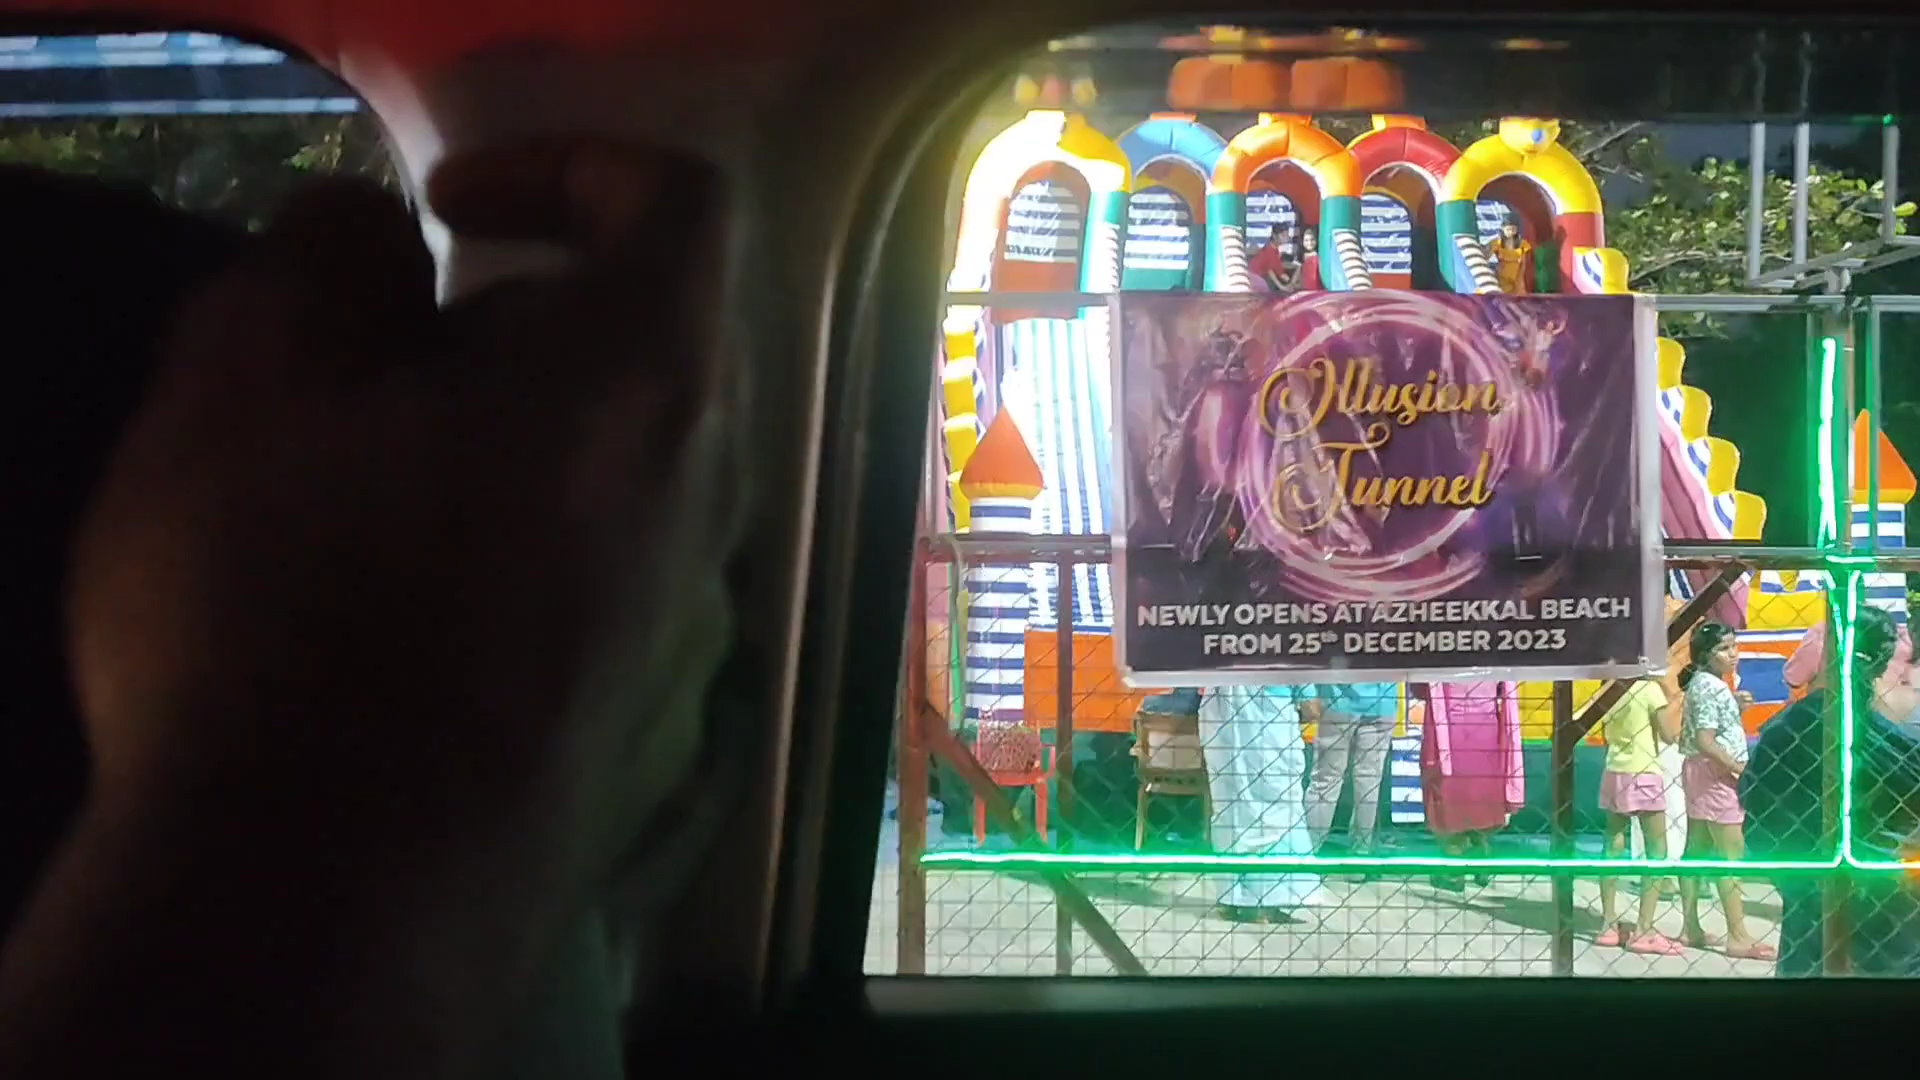 Illusion
Tunnel
NEWLY OPENS AT AZHEEKKAL BEACH
FROM 25th DECEMBER 2023